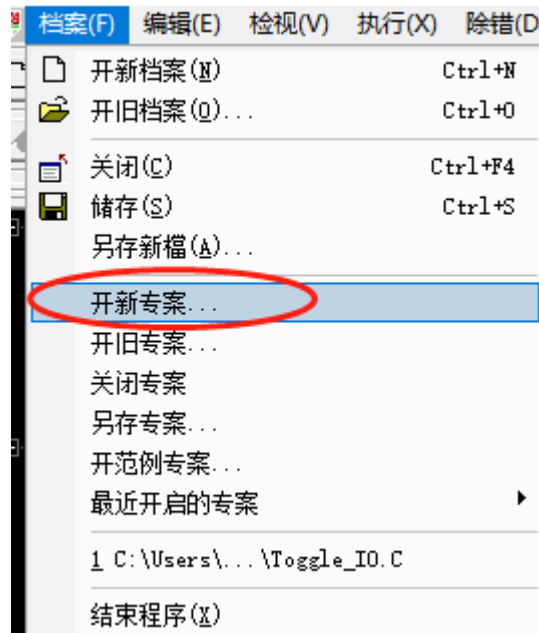 档案(F) 编辑(E) 检视(V) 执行(X) 除错(D
开新档案(N) Ctrl+N
开旧档案(O)... Ctrl+O
关闭(C) Ctrl+F4
储存(S) Ctrl+S
另存新檔(A)...
开新专案...
开旧专案...
关闭专案
另存专案...
开范例专案...
最近开启的专案
1 C:\Users\...\Toggle_IO.C
结束程序(X)